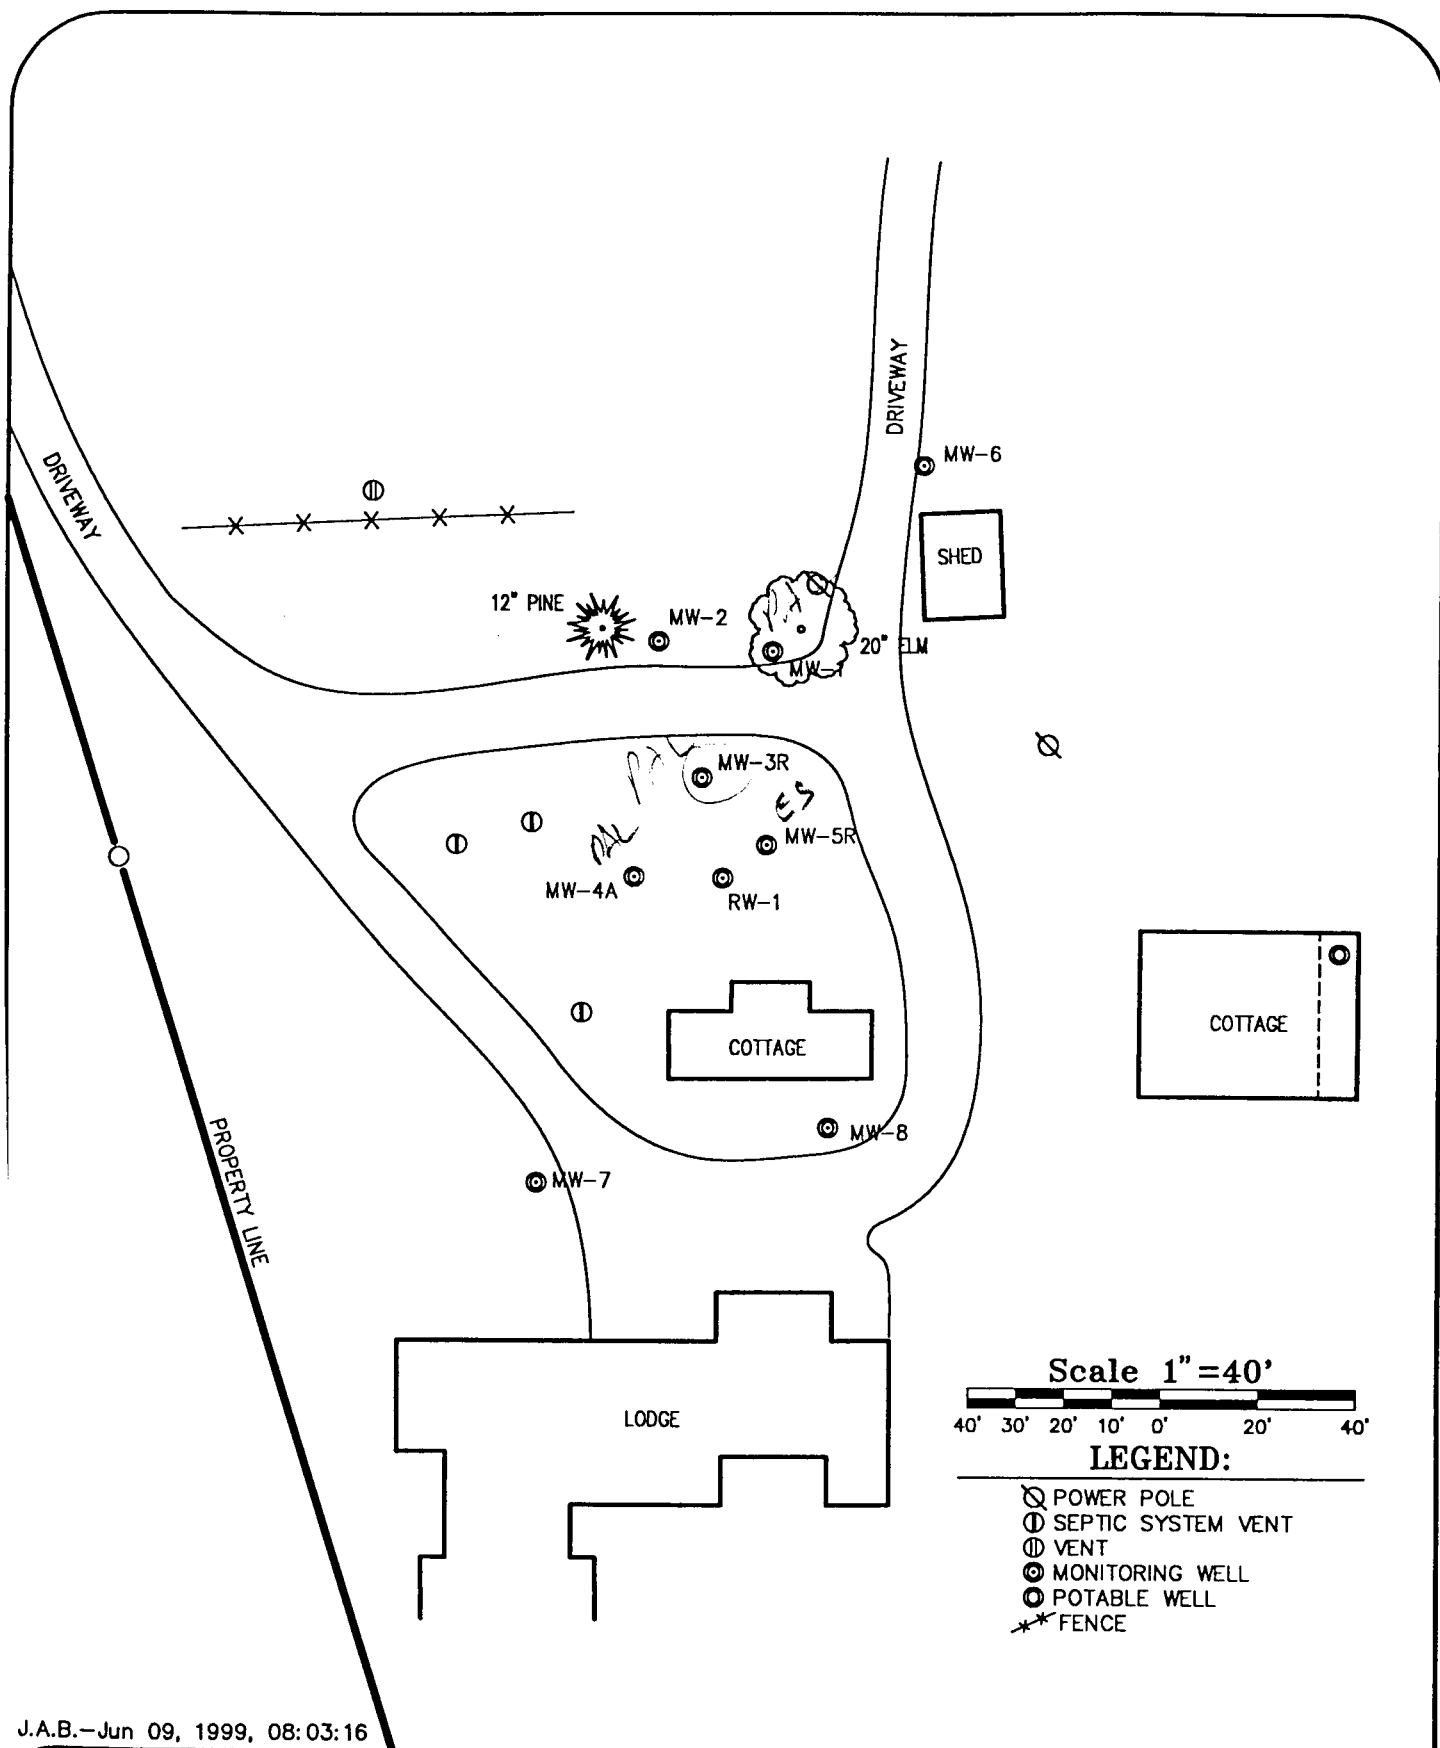 DRIVEWAY
MW-6
DRIVEWAY
SHED
12" PINE
MW-2
20" ELM
MW-1
PAL
MW-3R
ES
PAL
MW-5R
MW-4A
RW-1
COTTAGE
COTTAGE
MW-8
PROPERTY LINE
MW-7
Scale 1"=40'
40' 30' 20' 10' 0' 20' 40'
LODGE
LEGEND:
POWER POLE
SEPTIC SYSTEM VENT
VENT
MONITORING WELL
POTABLE WELL
FENCE
J.A.B.-Jun 09, 1999, 08:03:16